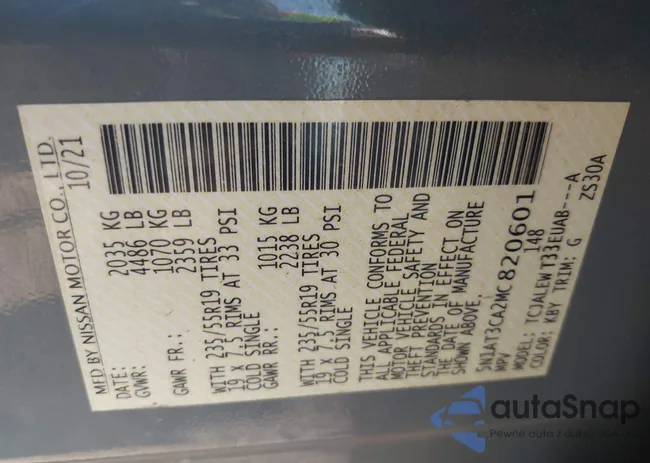 MFD BY NISSAN MOTOR CO., LTD.
DATE: 10/21
GVWR: 2035 KG
4486 LB
GAWR FR.: 1070 KG
2359 LB
WITH 235/55R19 TIRES
19 X 7.5 RIMS AT 33 PSI
COLD SINGLE
GAWR RR.: 1015 KG
2238 LB
WITH 235/55R19 TIRES
19 X 7.5 RIMS AT 30 PSI
COLD SINGLE
THIS VEHICLE CONFORMS TO
ALL APPLICABLE FEDERAL
MOTOR VEHICLE SAFETY AND
THEFT PREVENTION
STANDARDS IN EFFECT ON
THE DATE OF MANUFACTURE
SHOWN ABOVE.
5N1AT3CA2MC820601
MPV 148
MODEL: TCJALEWT33EUAB---A
COLOR: KBY TRIM: G ZS30A
autoSnap
Pewne auta z